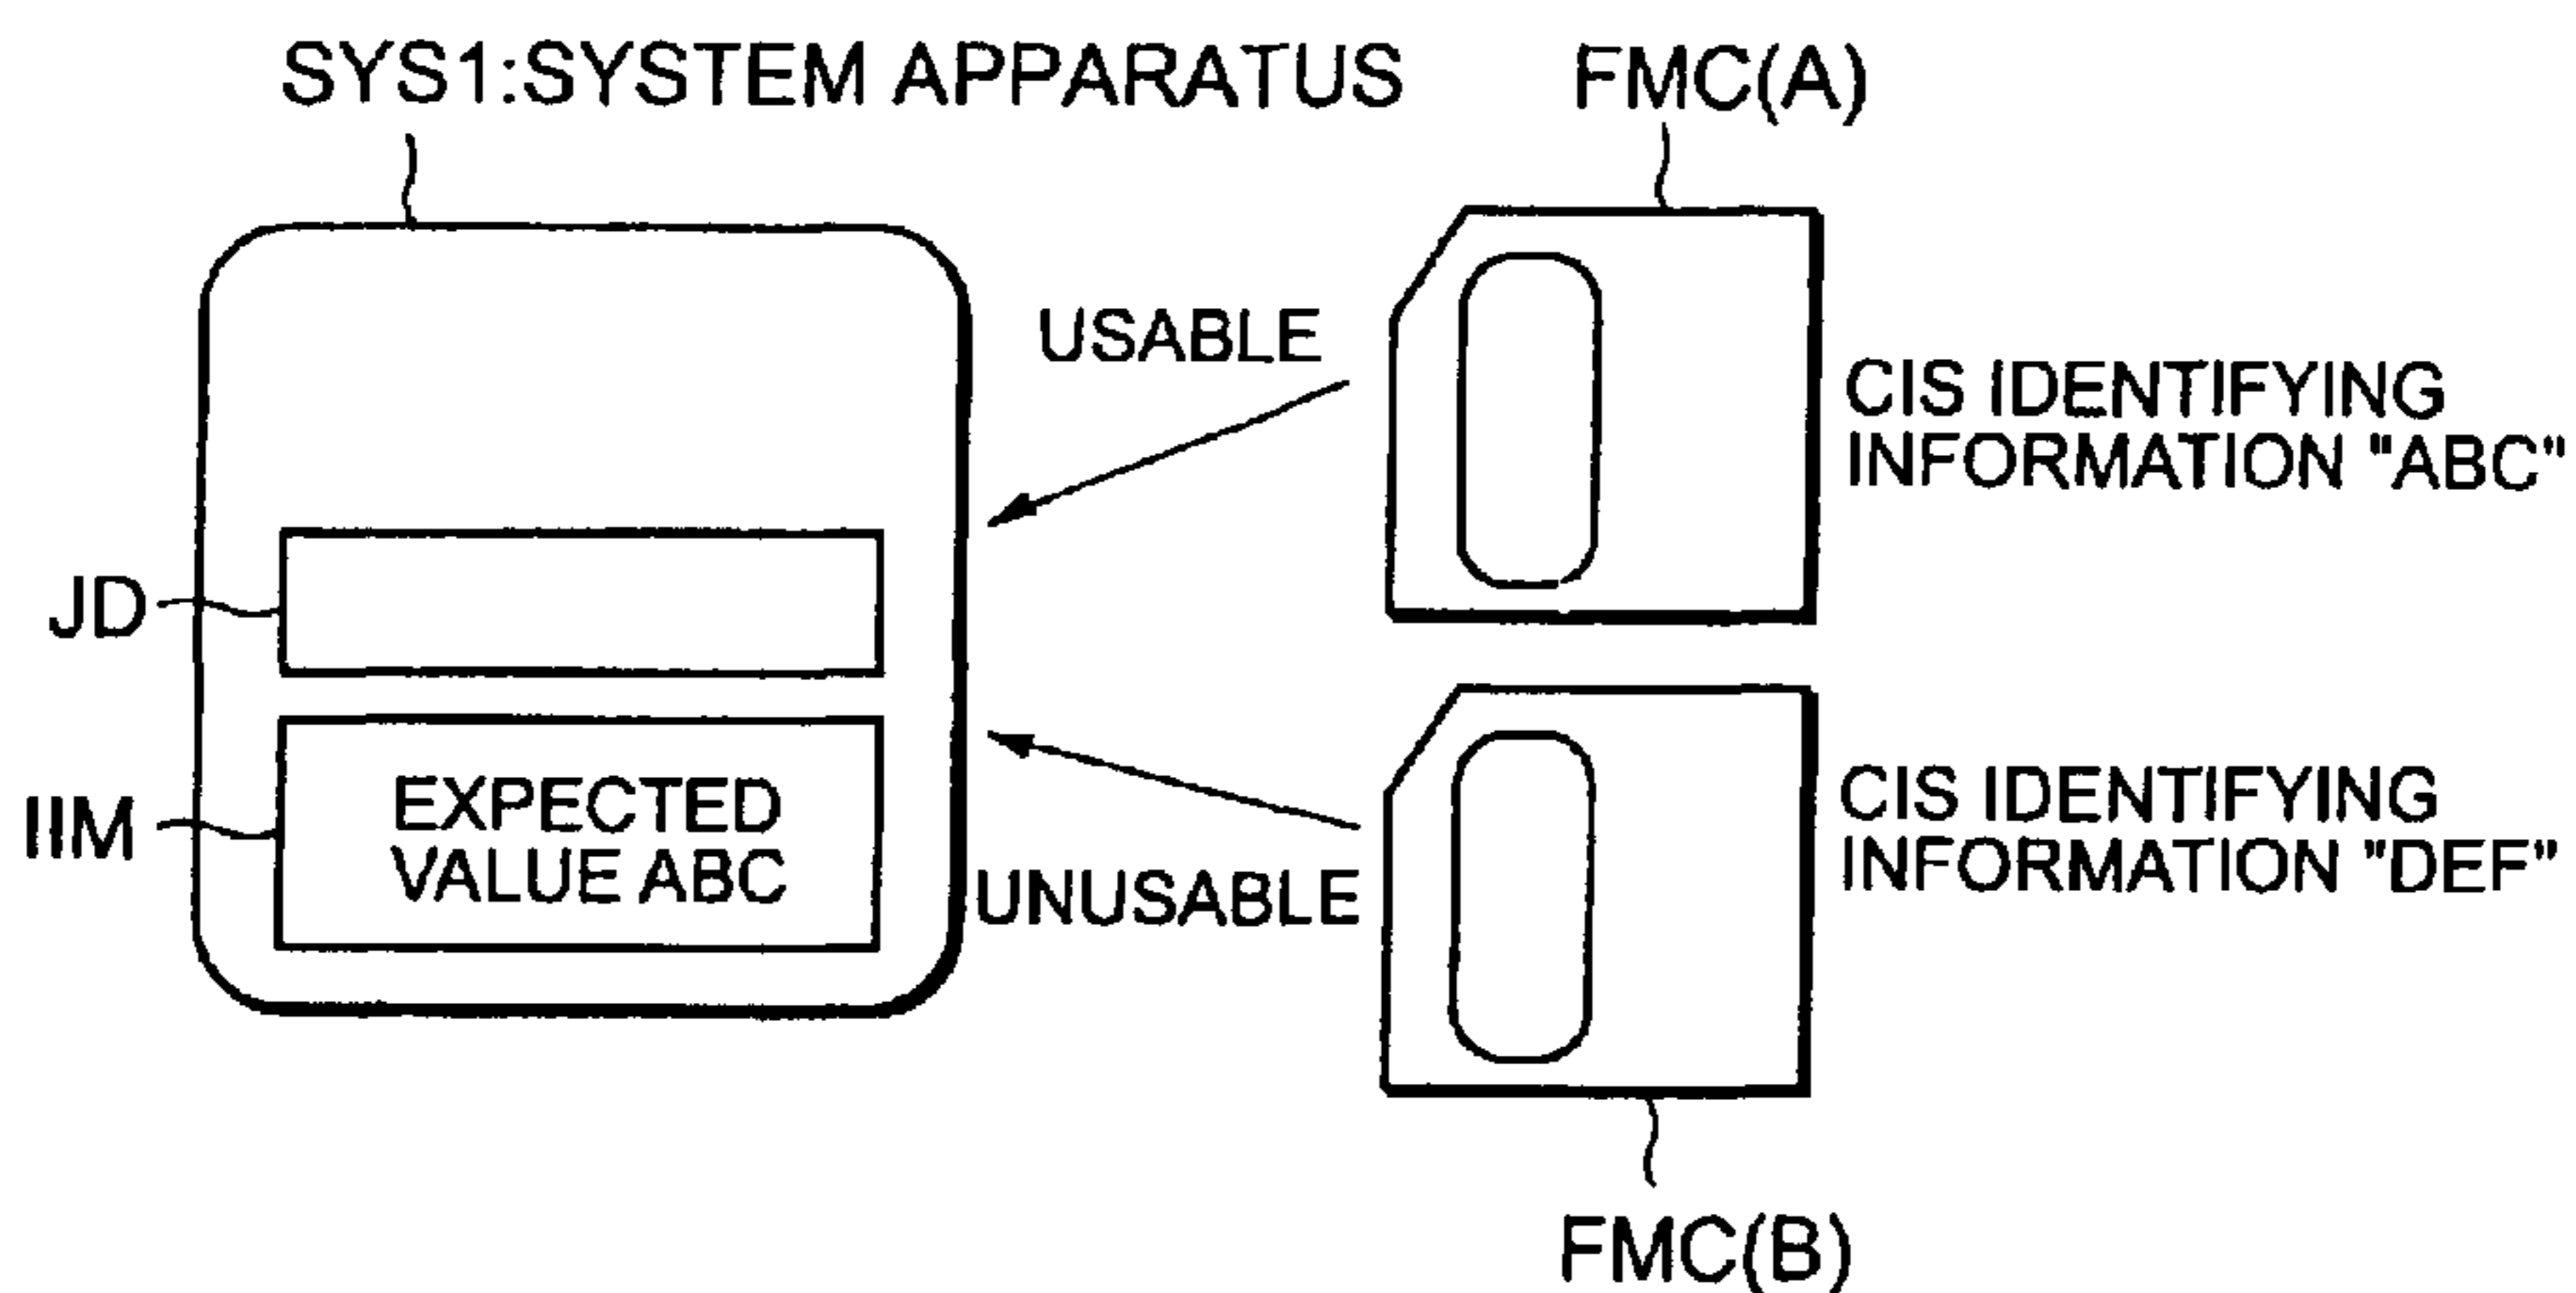 SYS1:SYSTEM APPARATUS
FMC(A)
USABLE
CIS IDENTIFYING
INFORMATION "ABC"
JD
IIM
EXPECTED
VALUE ABC
UNUSABLE
CIS IDENTIFYING
INFORMATION "DEF"
FMC(B)